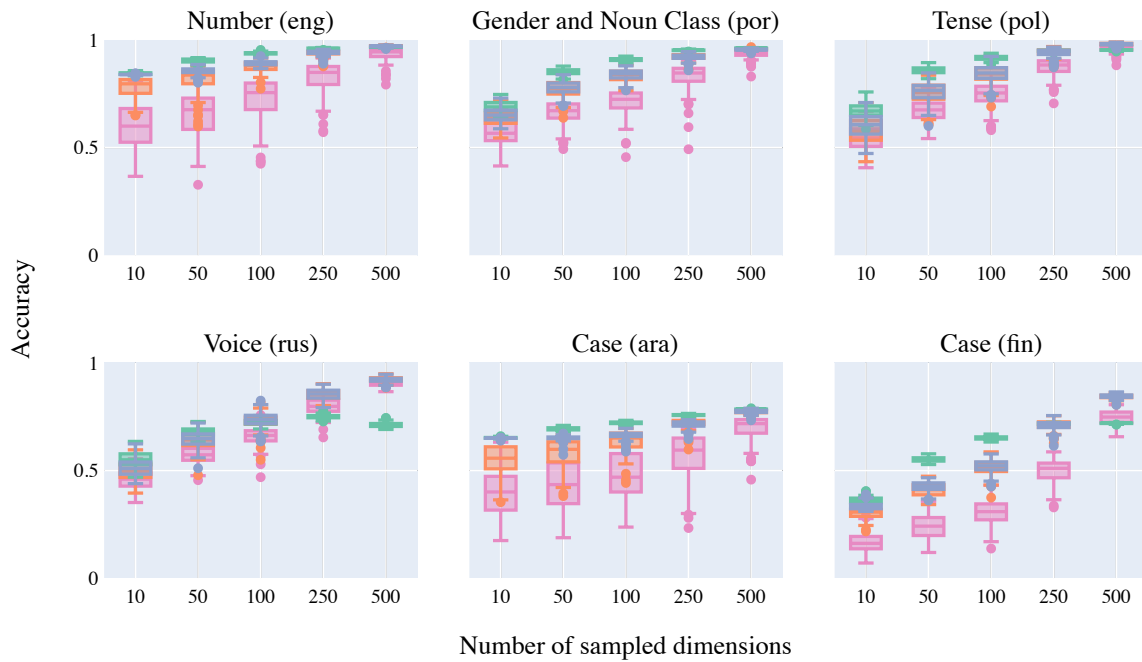 Number (eng)
Gender and Noun Class (por)
Tense (pol)
1
0.5
0
10 50 100 250 500
10 50 100 250 500
10 50 100 250 500
Accuracy
Voice (rus)
Case (ara)
Case (fin)
1
0.5
0
10 50 100 250 500
10 50 100 250 500
10 50 100 250 500
Number of sampled dimensions